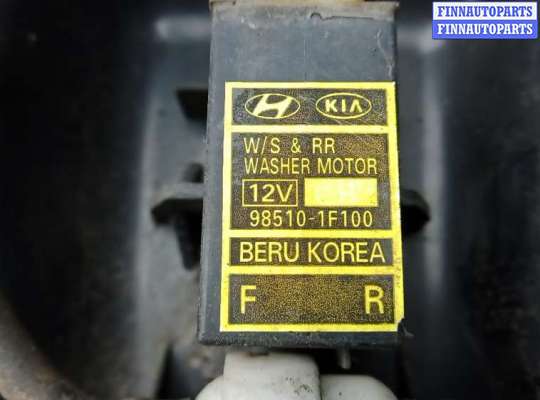 FINNAUTOPARTS
FINNAUTOPARTS
KIA
W/S & RR
WASHER MOTOR
12V
98510-1F100
BERU KOREA
F R